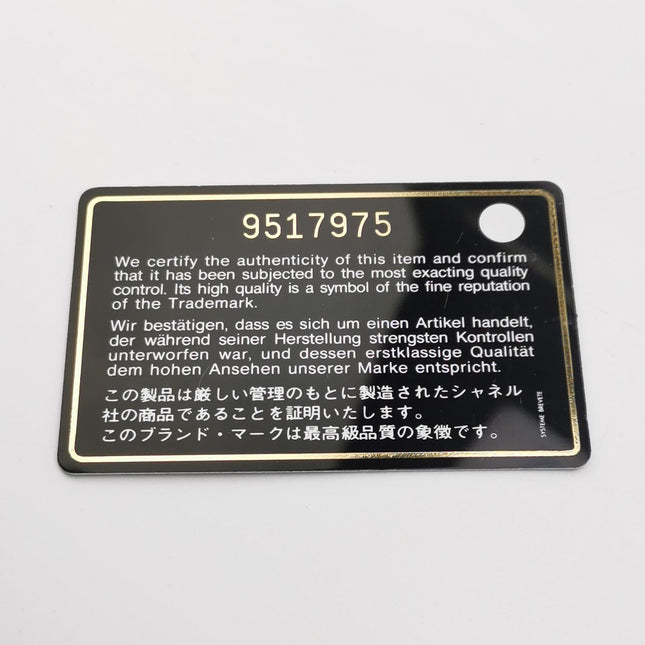 9517975
We certify the authenticity of this item and confirm
that it has been subjected to the most exacting quality
control. Its high quality is a symbol of the fine reputation
of the Trademark.
Wir bestätigen, dass es sich um einen Artikel handelt,
der während seiner Herstellung strengsten Kontrollen
unterworfen war, und dessen erstklassige Qualität
dem hohen Ansehen unserer Marke entspricht.
この製品は厳しい管理のもとに製造されたシャネル
社の商品であることを証明いたします。
このブランド・マークは最高級品質の象徴です。
SYSTEME BREVETE